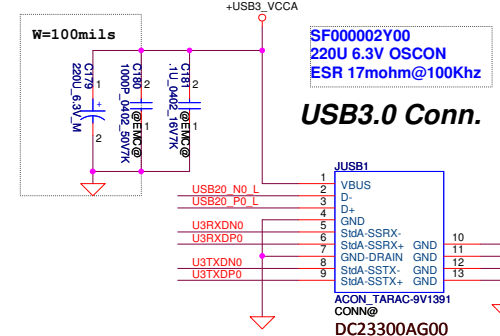 +USB3_VCCA
W=100mils
SF000002Y00
220U 6.3V OSCON
ESR 17mohm@100Khz
USB3.0 Conn.
C179
220U_6.3V_M
1
+
2
C180
1000P_0402_50V7K
@EMC@
2
1
C181
.1U_0402_16V7K
@EMC@
2
1
JUSB1
1 VBUS
USB20_N0_L 2 D-
USB20_P0_L 3 D+
4 GND
U3RXDN0 5 StdA-SSRX-
U3RXDP0 6 StdA-SSRX+ GND 10
7 GND-DRAIN GND 11
U3TXDN0 8 StdA-SSTX- GND 12
U3TXDP0 9 StdA-SSTX+ GND 13
ACON_TARAC-9V1391
CONN@
DC23300AG00